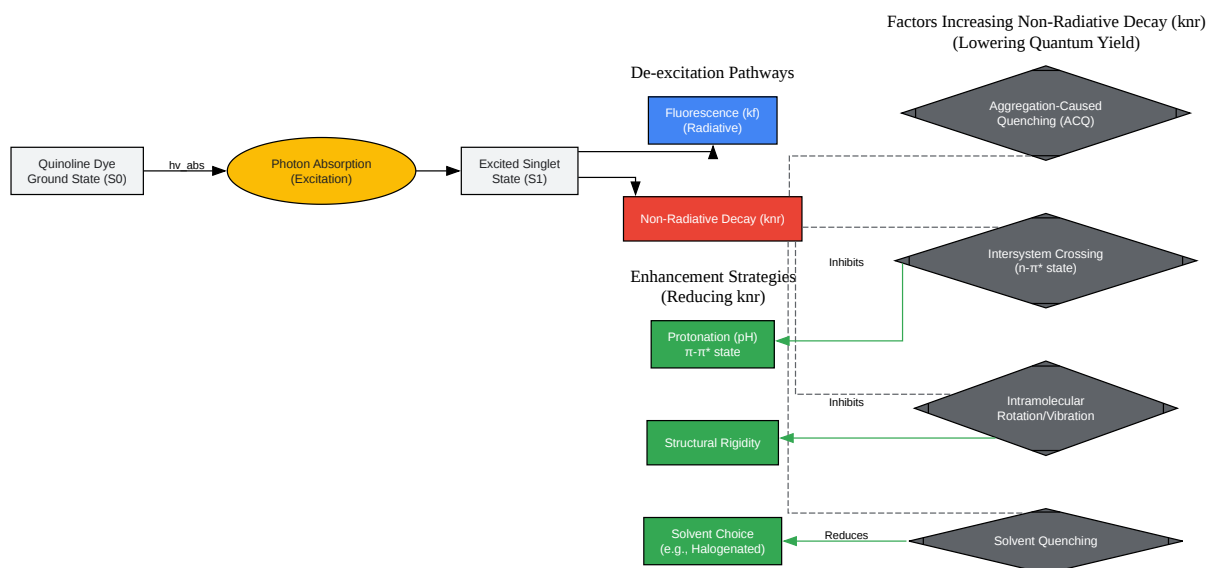 Factors Increasing Non-Radiative Decay (knr)
(Lowering Quantum Yield)
De-excitation Pathways
Aggregation-Caused
Quenching (ACQ)
Fluorescence (kf)
(Radiative)
Quinoline Dye
Ground State (S0)
hv_abs
Photon Absorption
(Excitation)
Excited Singlet
State (S1)
Non-Radiative Decay (knr)
Intersystem Crossing
(n-π* state)
Inhibits
Enhancement Strategies
(Reducing knr)
Protonation (pH)
π-π* state
Intramolecular
Rotation/Vibration
Inhibits
Structural Rigidity
Solvent Choice
(e.g., Halogenated)
Reduces
Solvent Quenching